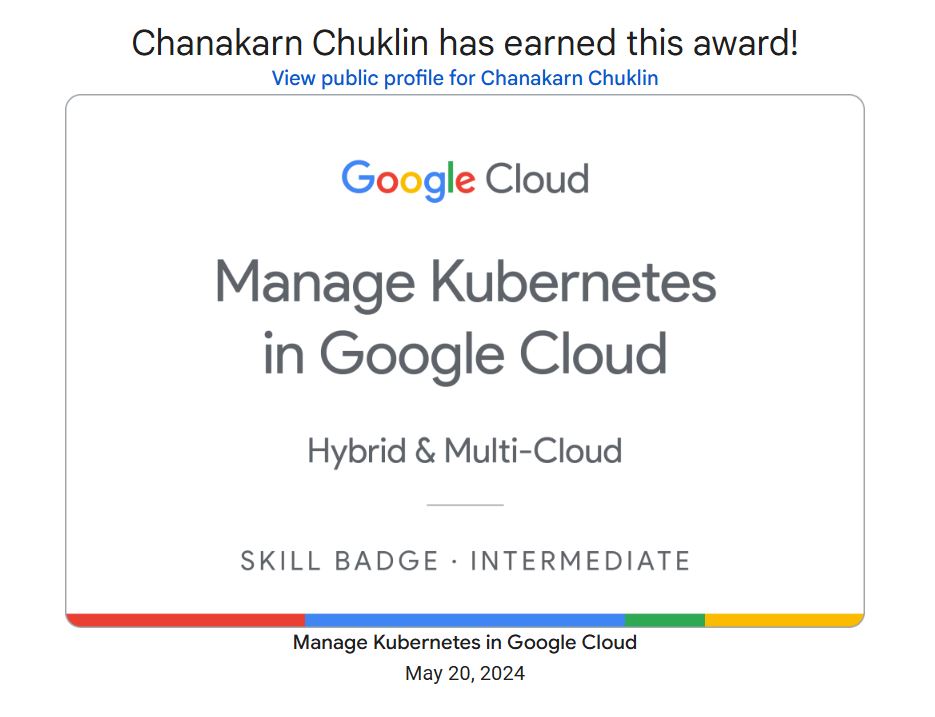 Chanakarn Chuklin has earned this award!
View public profile for Chanakarn Chuklin
Google Cloud
Manage Kubernetes
in Google Cloud
Hybrid & Multi-Cloud
SKILL BADGE · INTERMEDIATE
Manage Kubernetes in Google Cloud
May 20, 2024